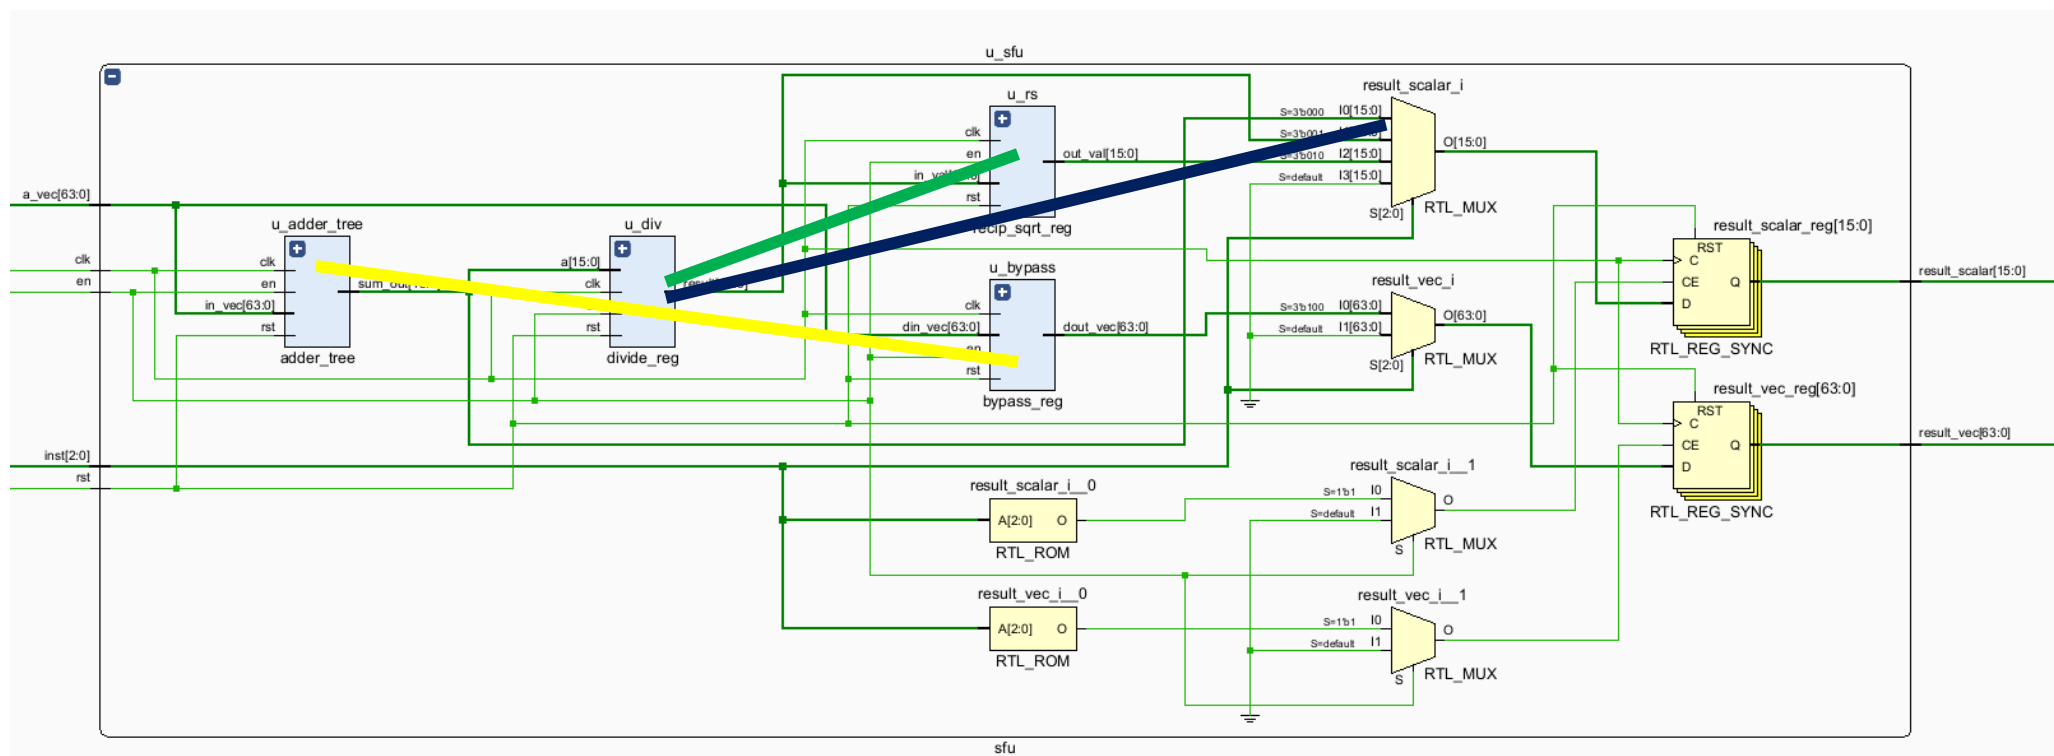 u_sfu
a_vec[63:0]
clk
en
inst[2:0]
rst
u_adder_tree
clk
en
in_vec[63:0]
rst
adder_tree
u_div
a[15:0]
clk
rst
divide_reg
u_rs
clk
en
rst
out_val[15:0]
recip_sqrt_reg
u_bypass
clk
din_vec[63:0]
en
rst
dout_vec[63:0]
bypass_reg
result_scalar_i
S=3'b000 I0[15:0]
S=3'b001
S=3'b010 I2[15:0]
S=default I3[15:0]
S[2:0]
O[15:0]
RTL_MUX
result_vec_i
S=3'b100 I0[63:0]
S=default I1[63:0]
S[2:0]
O[63:0]
RTL_MUX
result_scalar_reg[15:0]
RST
C
CE Q
D
RTL_REG_SYNC
result_scalar[15:0]
result_vec_reg[63:0]
RST
C
CE Q
D
RTL_REG_SYNC
result_vec[63:0]
result_scalar_i__0
A[2:0] O
RTL_ROM
result_scalar_i__1
S=1'b1 I0
S=default I1
S
O
RTL_MUX
result_vec_i__0
A[2:0] O
RTL_ROM
result_vec_i__1
S=1'b1 I0
S=default I1
S
O
RTL_MUX
sfu